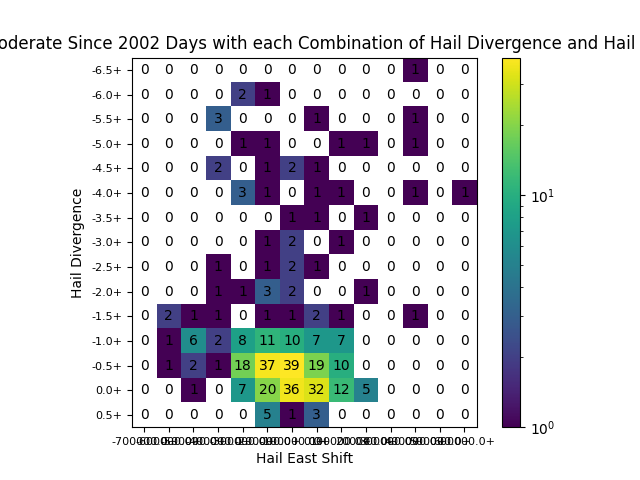 oderate Since 2002 Days with each Combination of Hail Divergence and Hail
-6.5+ 0 0 0 0 0 0 0 0 0 0 0 1 0 0
-6.0+ 0 0 0 0 2 1 0 0 0 0 0 0 0 0
-5.5+ 0 0 0 3 0 0 0 1 0 0 0 1 0 0
-5.0+ 0 0 0 0 1 1 0 0 1 1 0 1 0 0
-4.5+ 0 0 0 2 0 1 2 1 0 0 0 0 0 0
-4.0+ 0 0 0 0 3 1 0 1 1 0 0 1 0 1
-3.5+ 0 0 0 0 0 0 1 1 0 1 0 0 0 0
-3.0+ 0 0 0 0 0 1 2 0 1 0 0 0 0 0
-2.5+ 0 0 0 1 0 1 2 1 0 0 0 0 0 0
-2.0+ 0 0 0 1 1 3 2 0 0 1 0 0 0 0
-1.5+ 0 2 1 1 0 1 1 2 1 0 0 1 0 0
-1.0+ 0 1 6 2 8 11 10 7 7 0 0 0 0 0
-0.5+ 0 1 2 1 18 37 39 19 10 0 0 0 0 0
0.0+ 0 0 1 0 7 20 36 32 12 5 0 0 0 0
0.5+ 0 0 0 0 0 5 1 3 0 0 0 0 0 0
Hail Divergence
Hail East Shift
10¹
10⁰